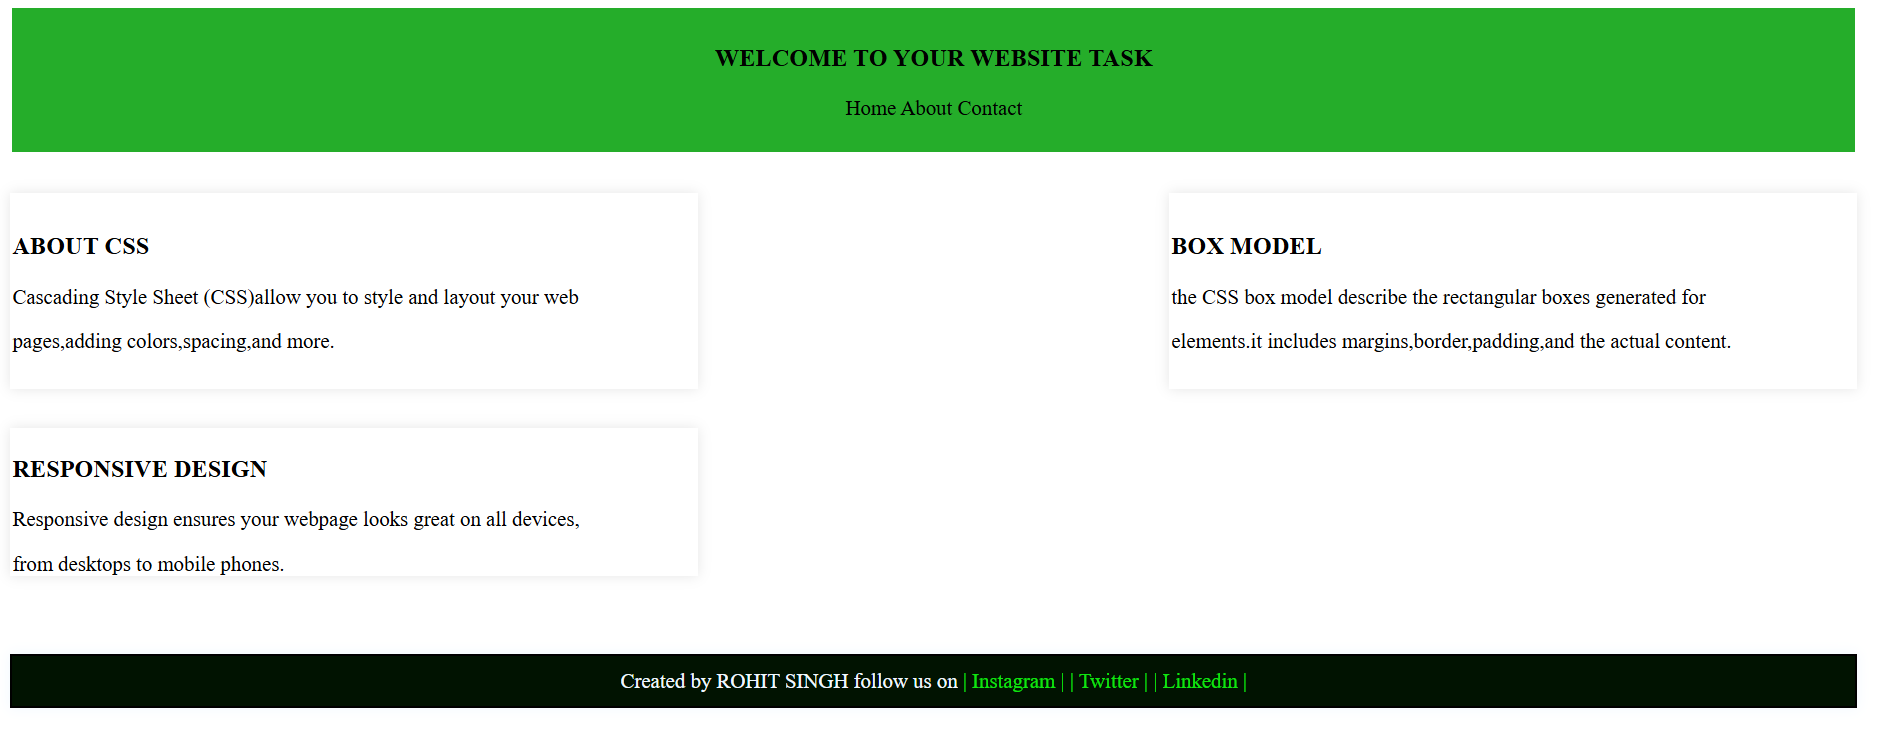 WELCOME TO YOUR WEBSITE TASK
Home About Contact
ABOUT CSS
Cascading Style Sheet (CSS)allow you to style and layout your web
pages,adding colors,spacing,and more.
BOX MODEL
the CSS box model describe the rectangular boxes generated for
elements.it includes margins,border,padding,and the actual content.
RESPONSIVE DESIGN
Responsive design ensures your webpage looks great on all devices,
from desktops to mobile phones.
Created by ROHIT SINGH follow us on | Instagram | | Twitter | | Linkedin |